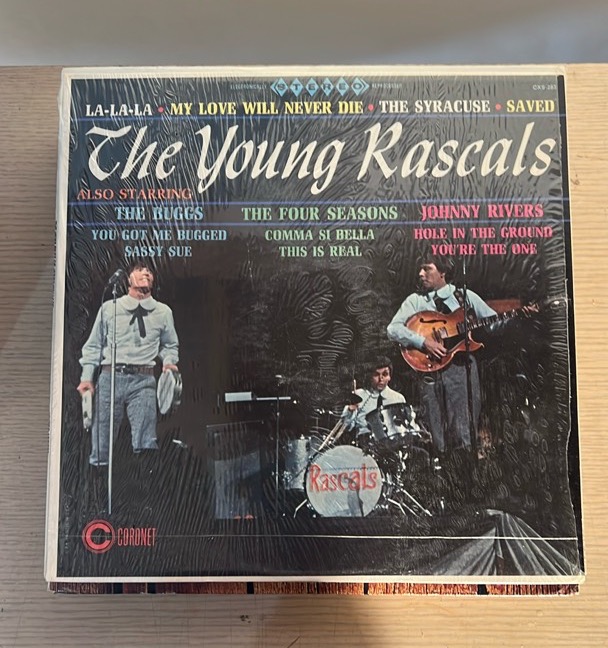 ELECTRONICALLY STEREO REPROCESSED
LA-LA-LA • MY LOVE WILL NEVER DIE • THE SYRACUSE • SAVED
The Young Rascals
ALSO STARRING
THE BUGGS THE FOUR SEASONS JOHNNY RIVERS
YOU GOT ME BUGGED COMMA SI BELLA HOLE IN THE GROUND
SASSY SUE THIS IS REAL YOU'RE THE ONE
Rascals
C CORONET